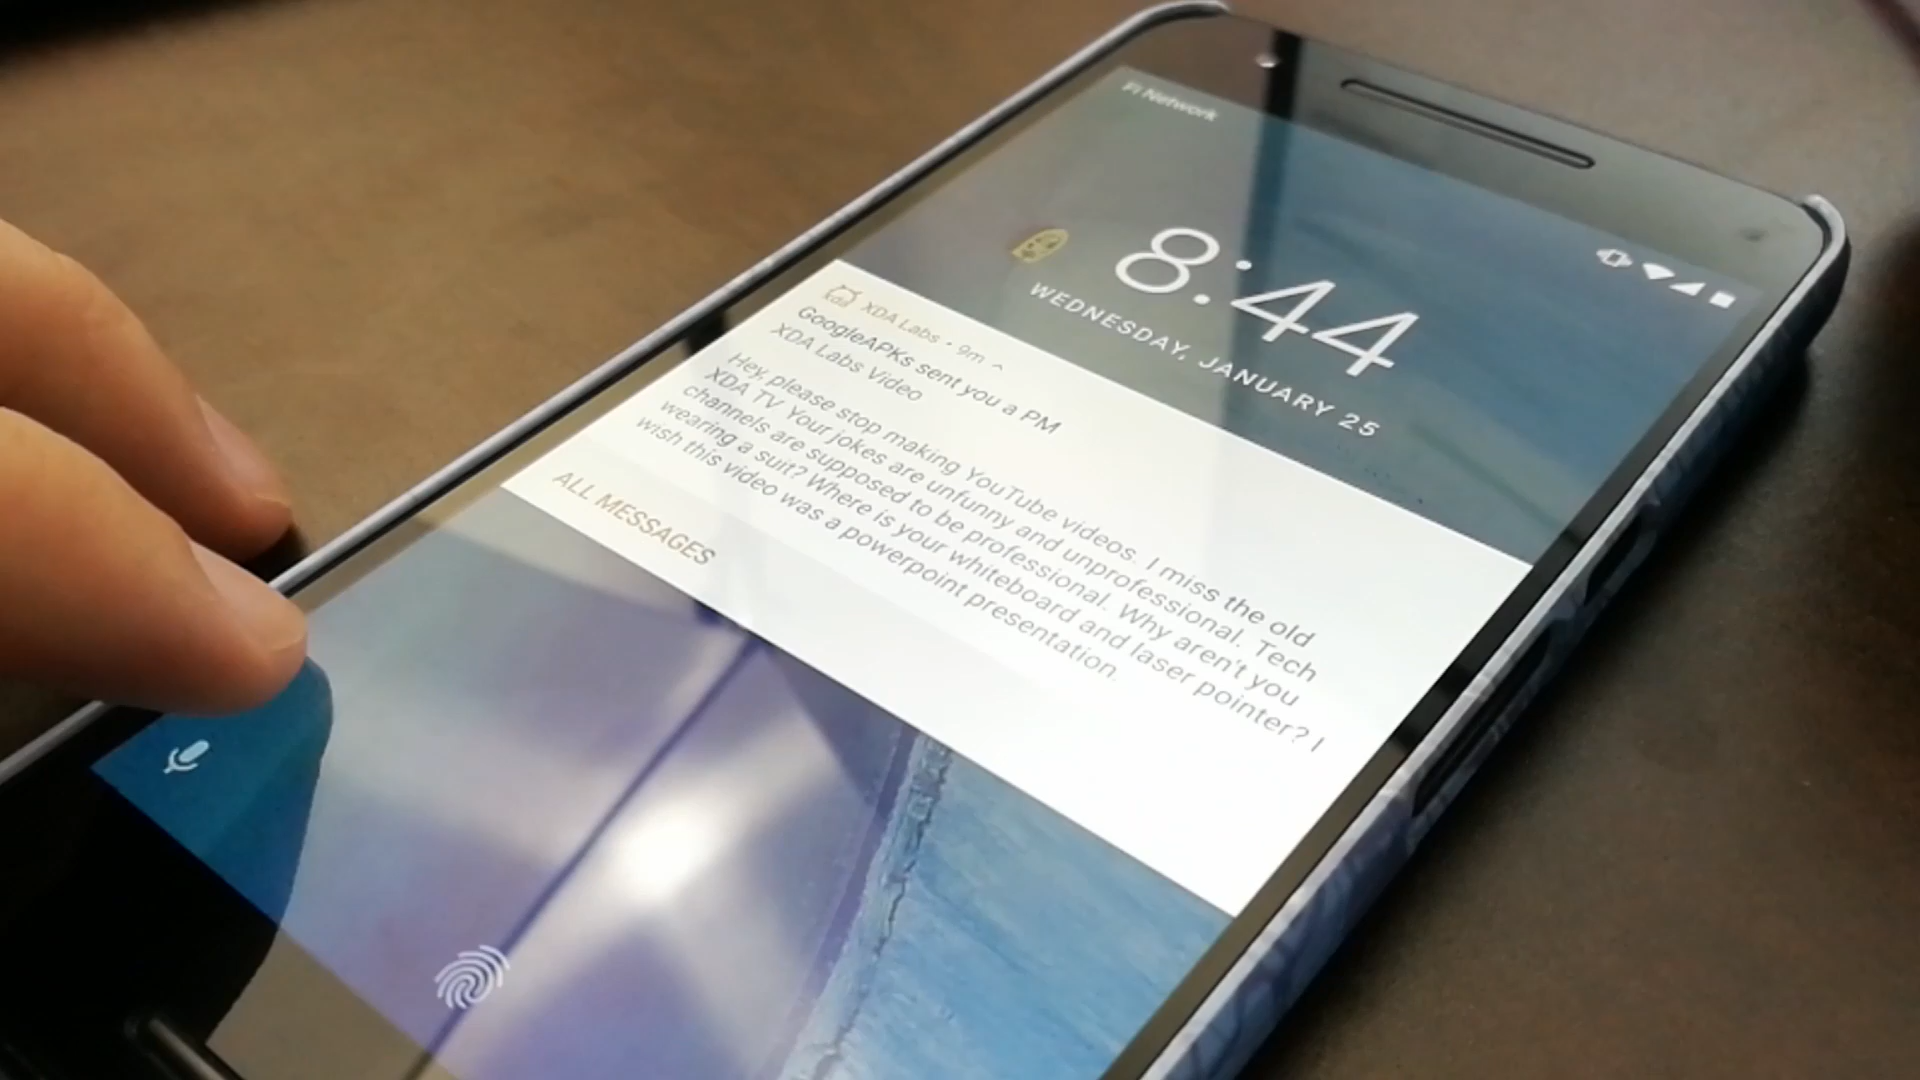 Fi Network
8:44
WEDNESDAY, JANUARY 25
xda XDA Labs • 9m
GoogleAPKs sent you a PM
XDA Labs Video
Hey, please stop making YouTube videos. I miss the old
XDA TV Your jokes are unfunny and unprofessional. Tech
channels are supposed to be professional. Why aren't you
wearing a suit? Where is your whiteboard and laser pointer? I
wish this video was a powerpoint presentation.
ALL MESSAGES